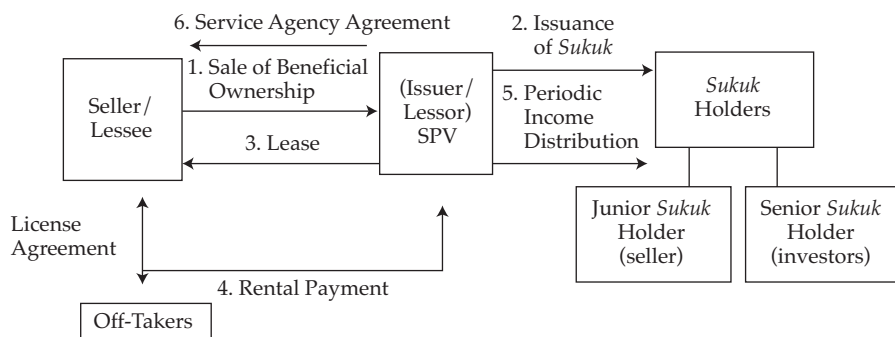 6. Service Agency Agreement
2. Issuance
of Sukuk
1. Sale of Beneficial
Ownership
Seller/
Lessee
(Issuer/
Lessor)
SPV
Sukuk
Holders
5. Periodic
Income
Distribution
3. Lease
Junior Sukuk
Holder
(seller)
Senior Sukuk
Holder
(investors)
License
Agreement
4. Rental Payment
Off-Takers